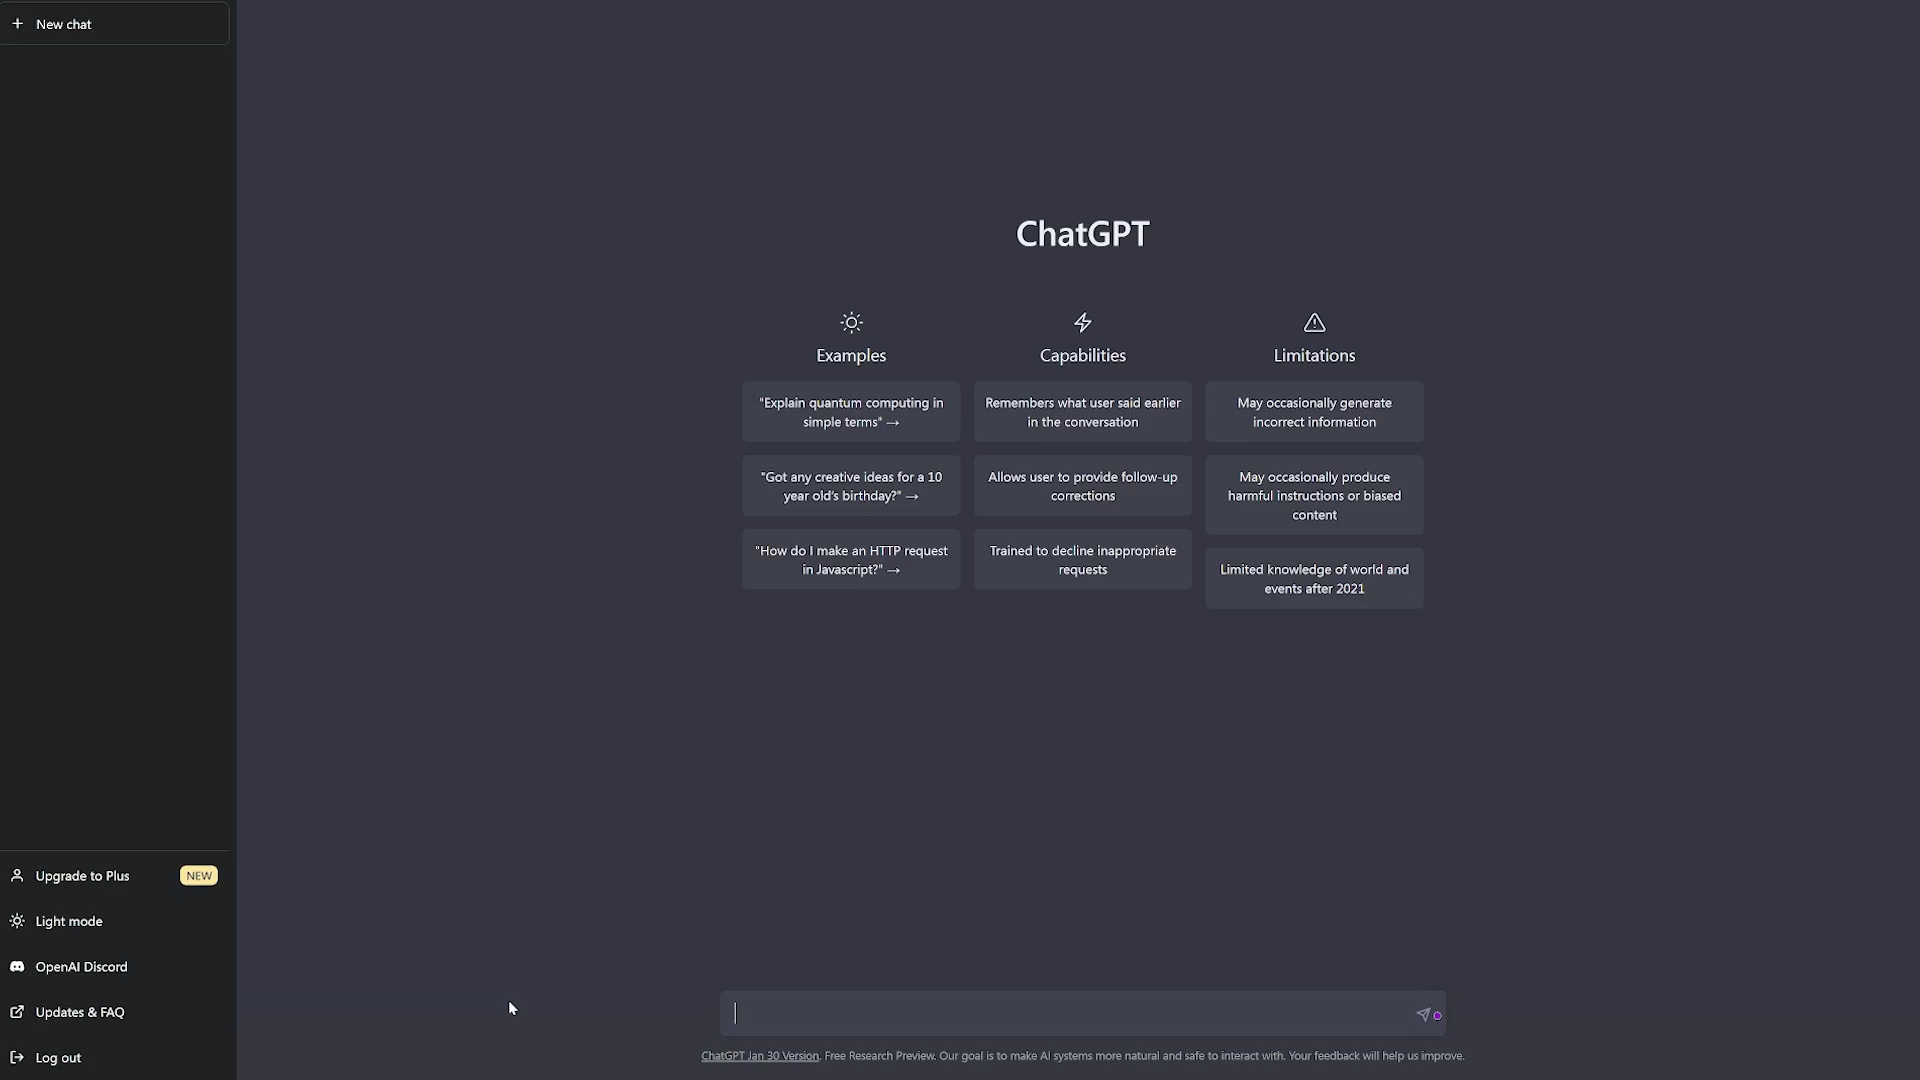 New chat
ChatGPT
Examples
"Explain quantum computing in
simple terms" →
"Got any creative ideas for a 10
year old's birthday?" →
"How do I make an HTTP request
in Javascript?" →
Capabilities
Remembers what user said earlier
in the conversation
Allows user to provide follow-up
corrections
Trained to decline inappropriate
requests
Limitations
May occasionally generate
incorrect information
May occasionally produce
harmful instructions or biased
content
Limited knowledge of world and
events after 2021
Upgrade to Plus NEW
Light mode
OpenAI Discord
Updates & FAQ
Log out
ChatGPT Jan 30 Version. Free Research Preview. Our goal is to make AI systems more natural and safe to interact with. Your feedback will help us improve.